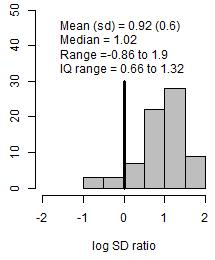 50
40
30
20
10
0
Mean (sd) = 0.92 (0.6)
Median = 1.02
Range =-0.86 to 1.9
IQ range = 0.66 to 1.32
-2 -1 0 1 2
log SD ratio